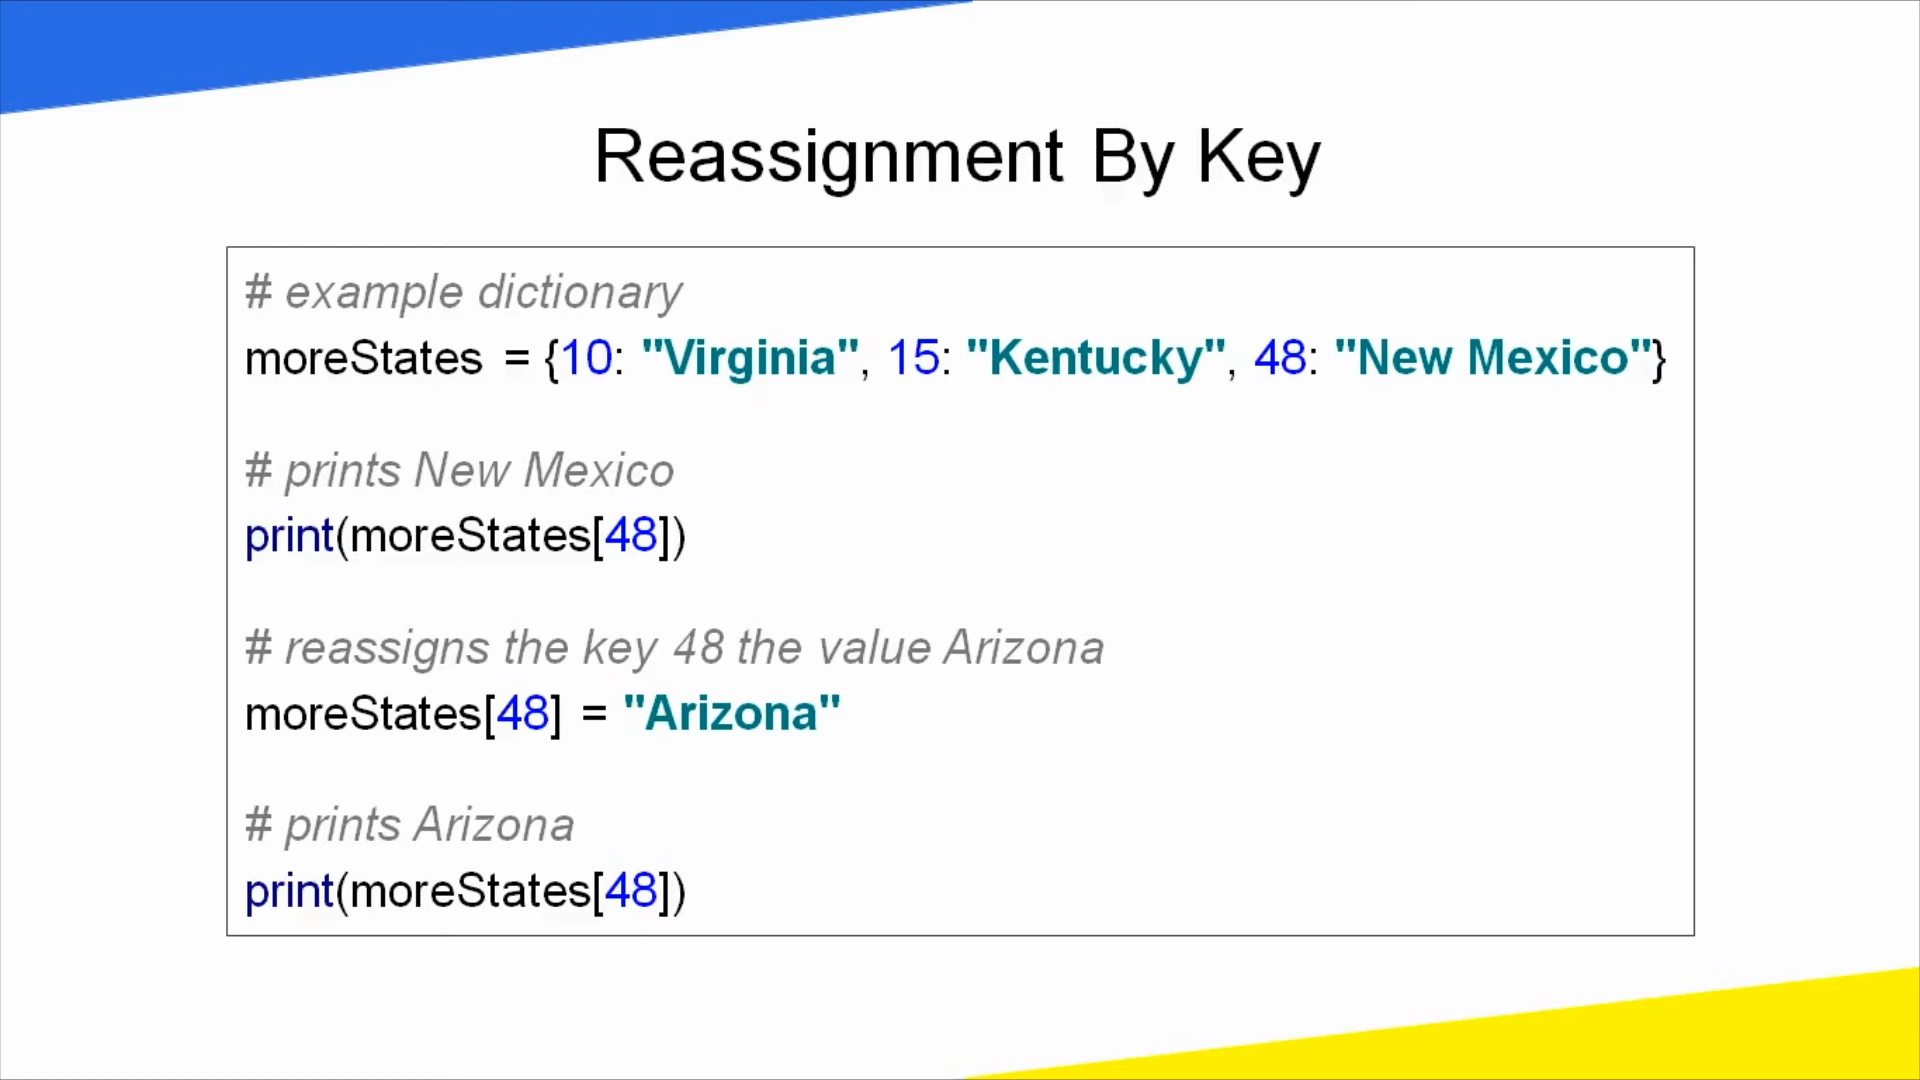 Reassignment By Key
# example dictionary
moreStates = {10: "Virginia", 15: "Kentucky", 48: "New Mexico"}
# prints New Mexico
print(moreStates[48])
# reassigns the key 48 the value Arizona
moreStates[48] = "Arizona"
# prints Arizona
print(moreStates[48])